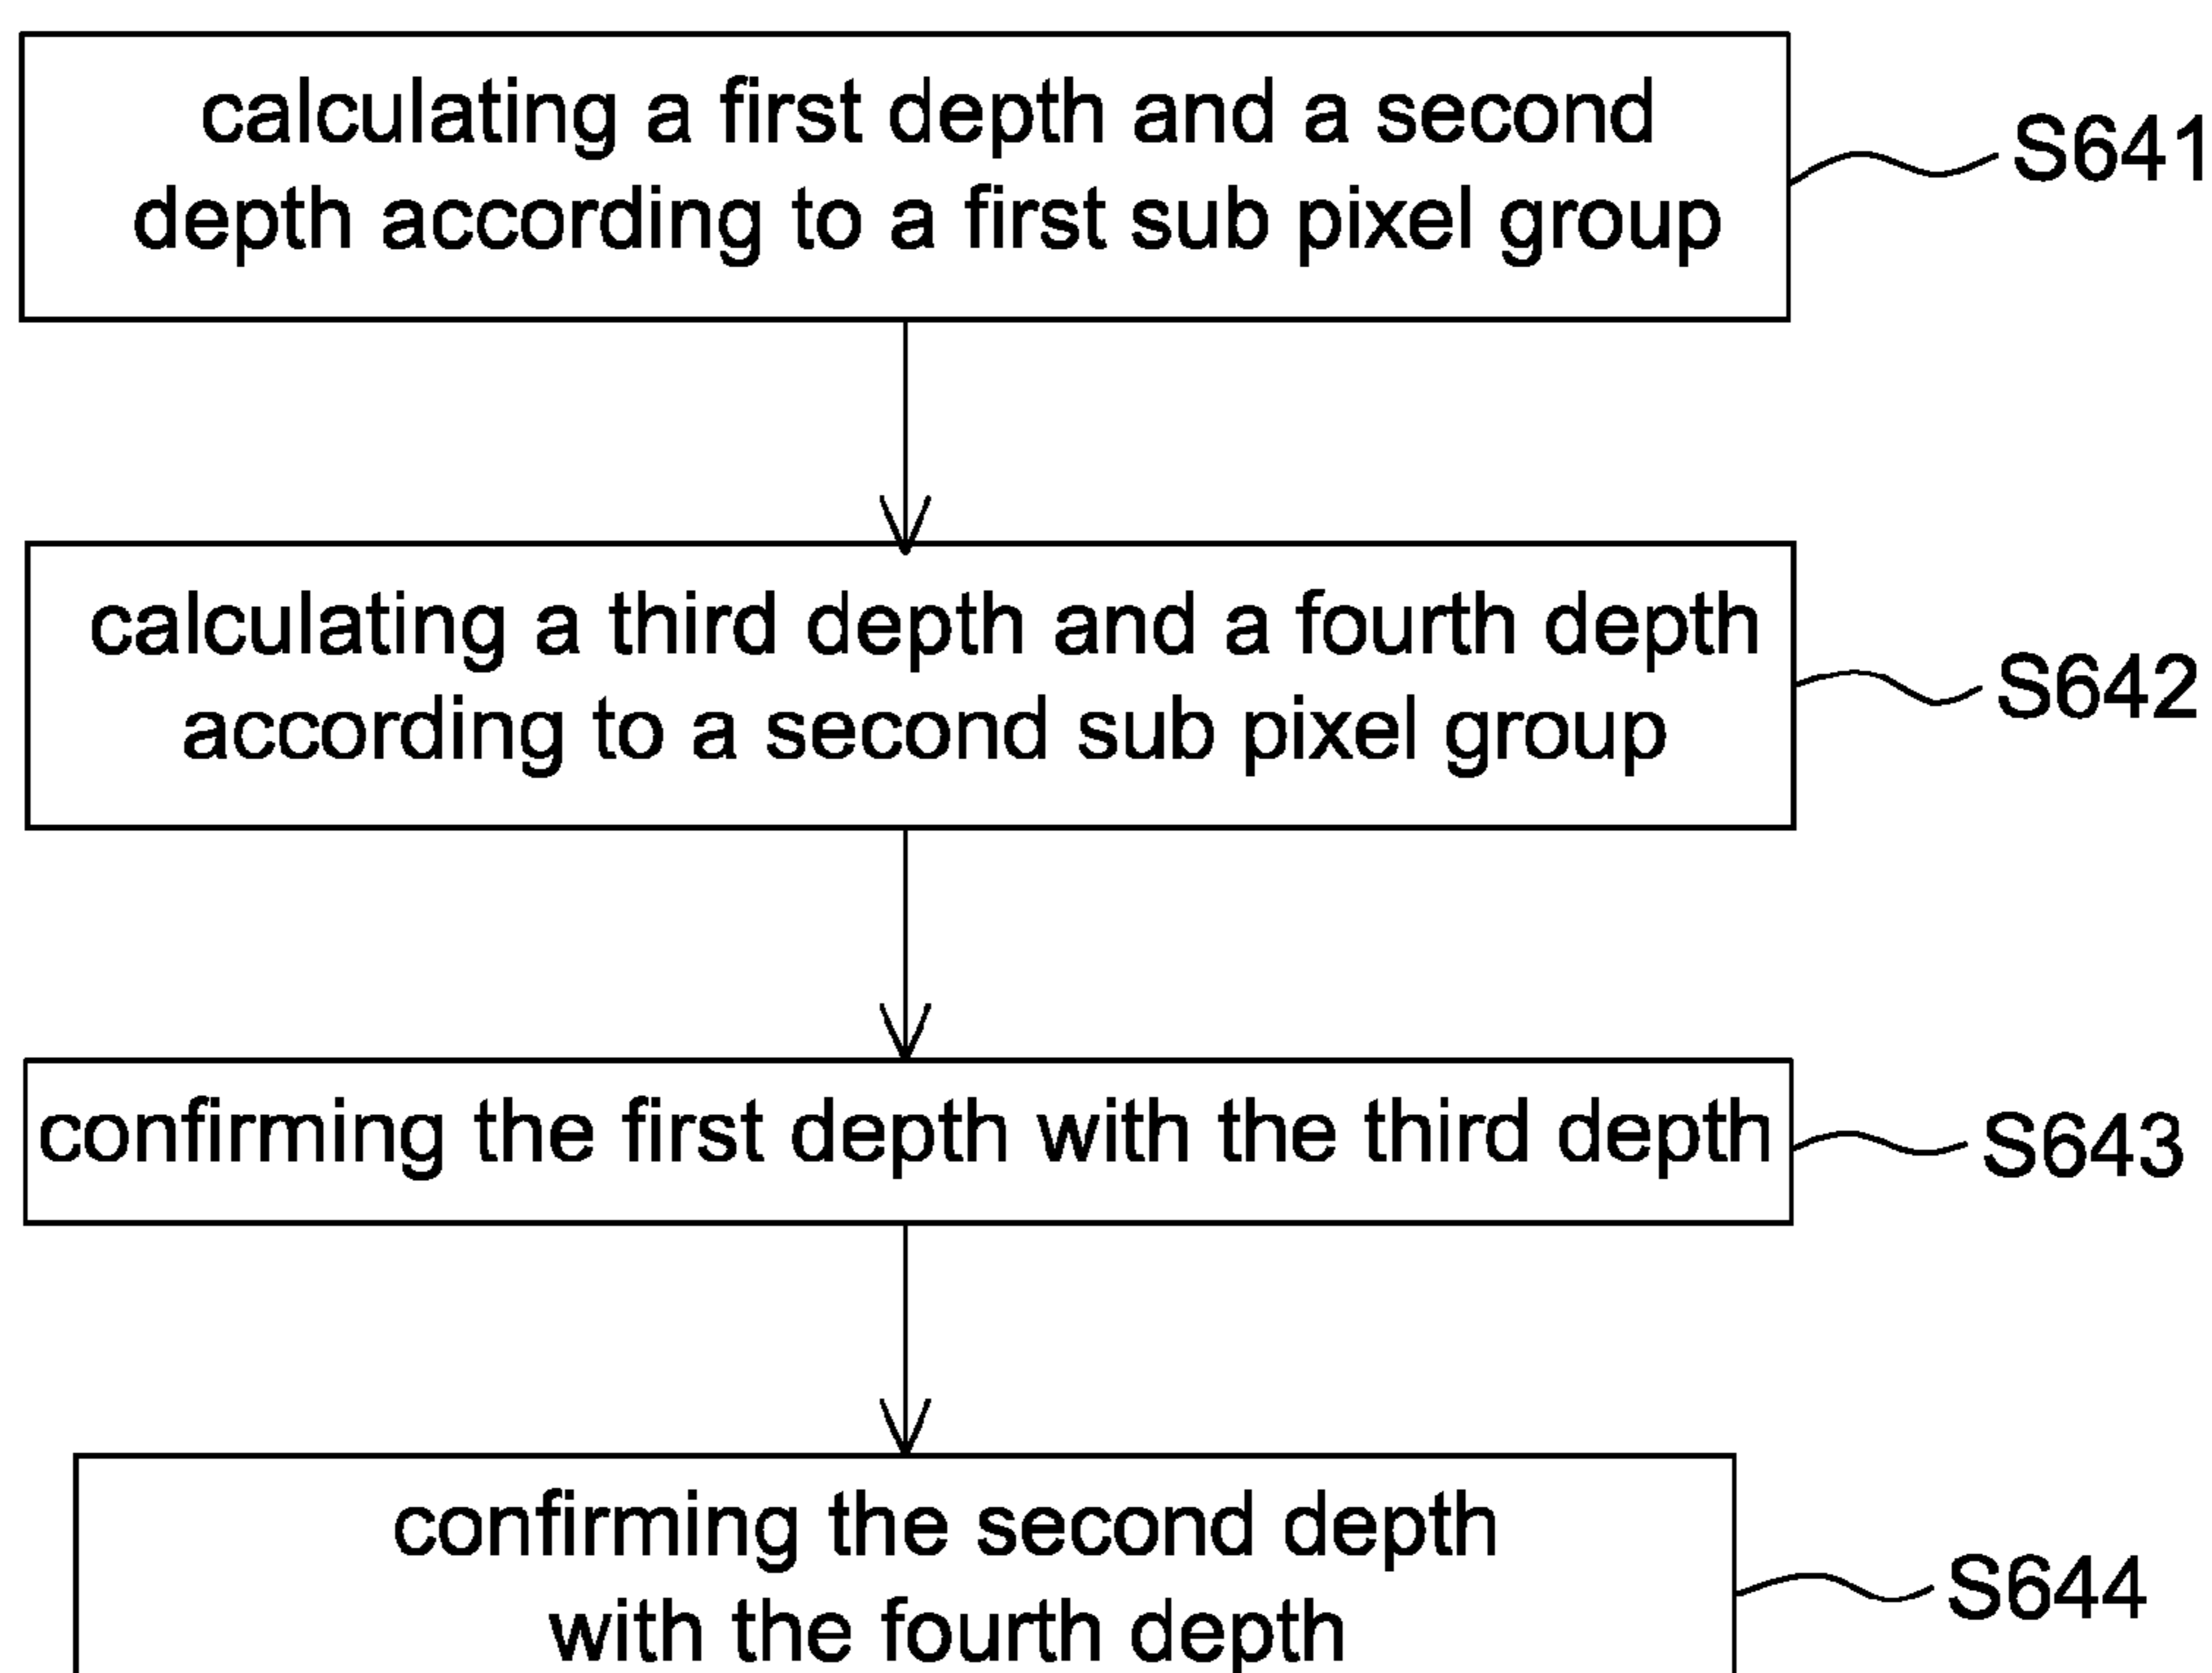 calculating a first depth and a second
depth according to a first sub pixel group
S641
calculating a third depth and a fourth depth
according to a second sub pixel group
S642
confirming the first depth with the third depth
S643
confirming the second depth
with the fourth depth
S644